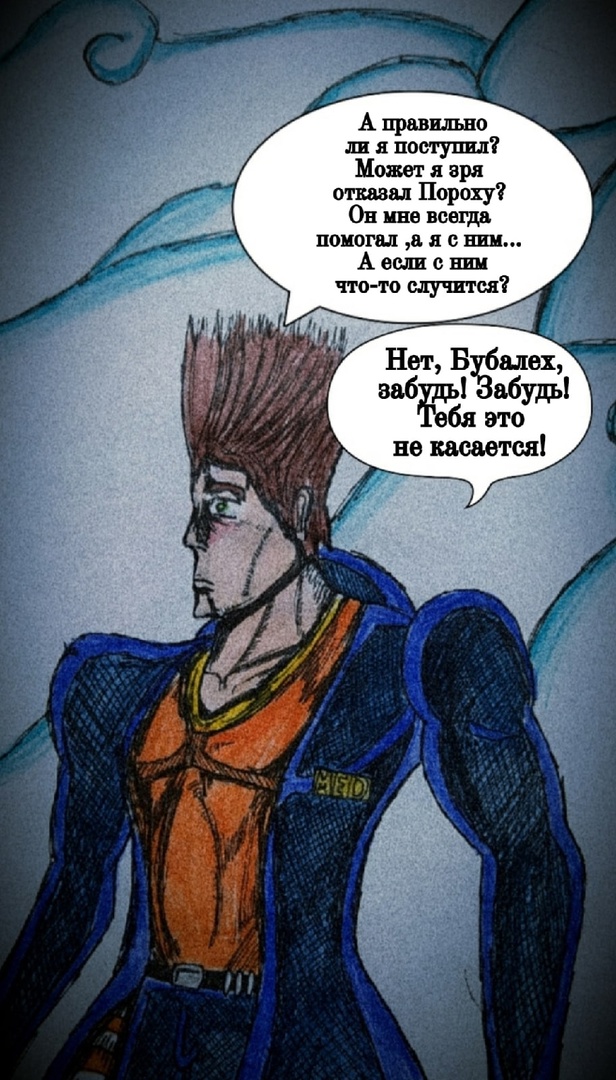 А правильно
ли я поступил?
Может я зря
отказал Пороху?
Он мне всегда
помогал ,а я с ним...
А если с ним
что-то случится?
Нет, Бубалех,
забудь! Забудь!
Тебя это
не касается!
MED